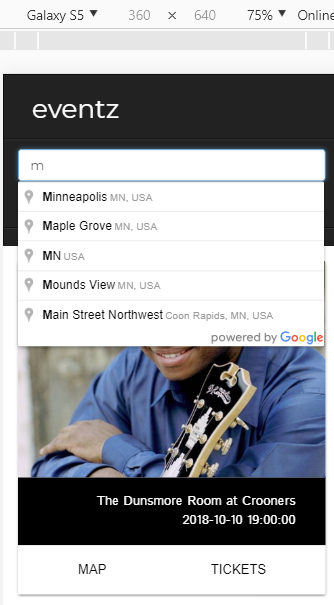 Galaxy S5 ▼ 360 × 640 75% ▼ Online
eventz
m
Minneapolis MN, USA
Maple Grove MN, USA
MN USA
Mounds View MN, USA
Main Street Northwest Coon Rapids, MN, USA
powered by Google
The Dunsmore Room at Crooners
2018-10-10 19:00:00
MAP TICKETS